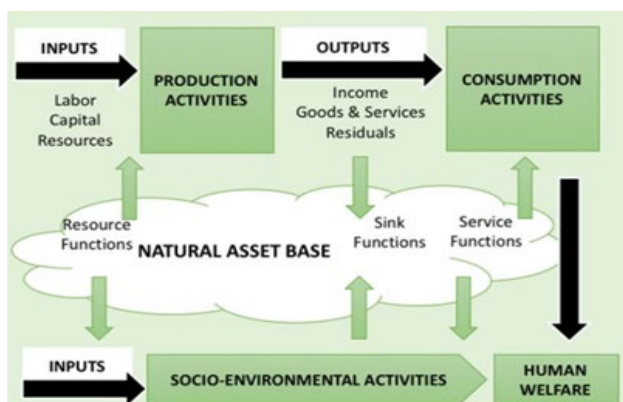 INPUTS
PRODUCTION
ACTIVITIES
OUTPUTS
CONSUMPTION
ACTIVITIES
Labor
Capital
Resources
Income
Goods & Services
Residuals
Resource
Functions
NATURAL ASSET BASE
Sink
Functions
Service
Functions
INPUTS
SOCIO-ENVIRONMENTAL ACTIVITIES
HUMAN
WELFARE